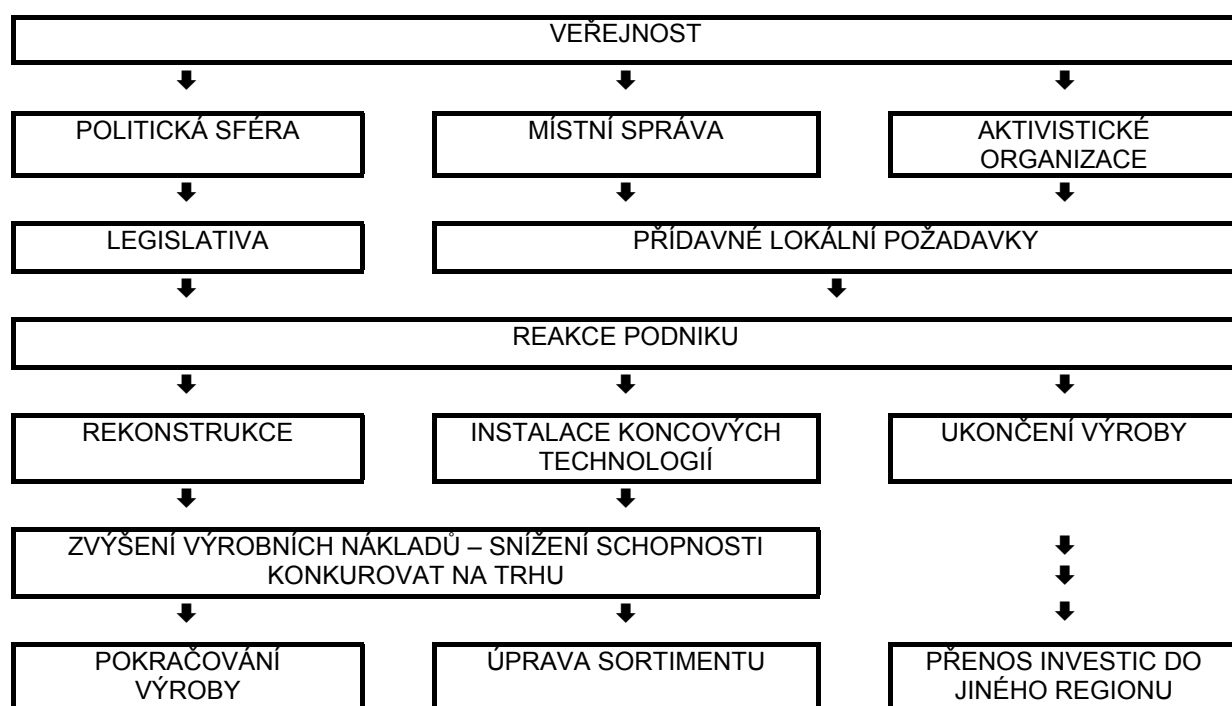 VEŘEJNOST
POLITICKÁ SFÉRA
MÍSTNÍ SPRÁVA
AKTIVISTICKÉ
ORGANIZACE
LEGISLATIVA
PŘÍDAVNÉ LOKÁLNÍ POŽADAVKY
REAKCE PODNIKU
REKONSTRUKCE
INSTALACE KONCOVÝCH
TECHNOLOGIÍ
UKONČENÍ VÝROBY
ZVÝŠENÍ VÝROBNÍCH NÁKLADŮ – SNÍŽENÍ SCHOPNOSTI
KONKUROVAT NA TRHU
POKRAČOVÁNÍ
VÝROBY
ÚPRAVA SORTIMENTU
PŘENOS INVESTIC DO
JINÉHO REGIONU